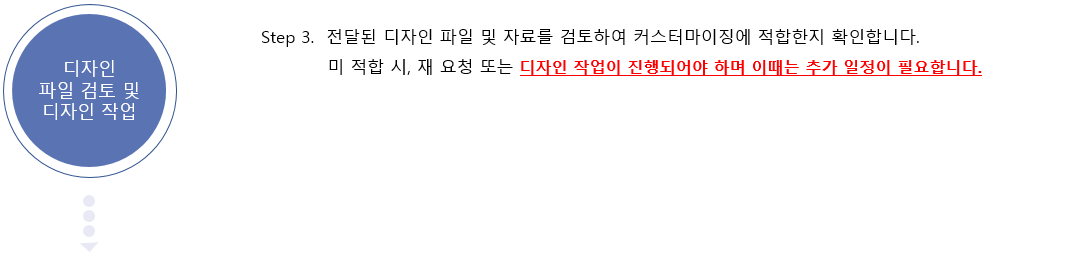 디자인
파일 검토 및
디자인 작업
Step 3. 전달된 디자인 파일 및 자료를 검토하여 커스터마이징에 적합한지 확인합니다.
미 적합 시, 재 요청 또는 디자인 작업이 진행되어야 하며 이때는 추가 일정이 필요합니다.